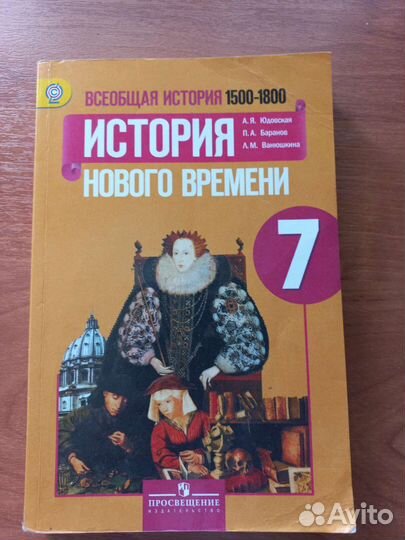 ВСЕОБЩАЯ ИСТОРИЯ 1500-1800
ИСТОРИЯ
А.Я. Юдовская
П.А. Баранов
Л.М. Ванюшкина
НОВОГО ВРЕМЕНИ
7
ПРОСВЕЩЕНИЕ
ИЗДАТЕЛЬСТВО
Avito